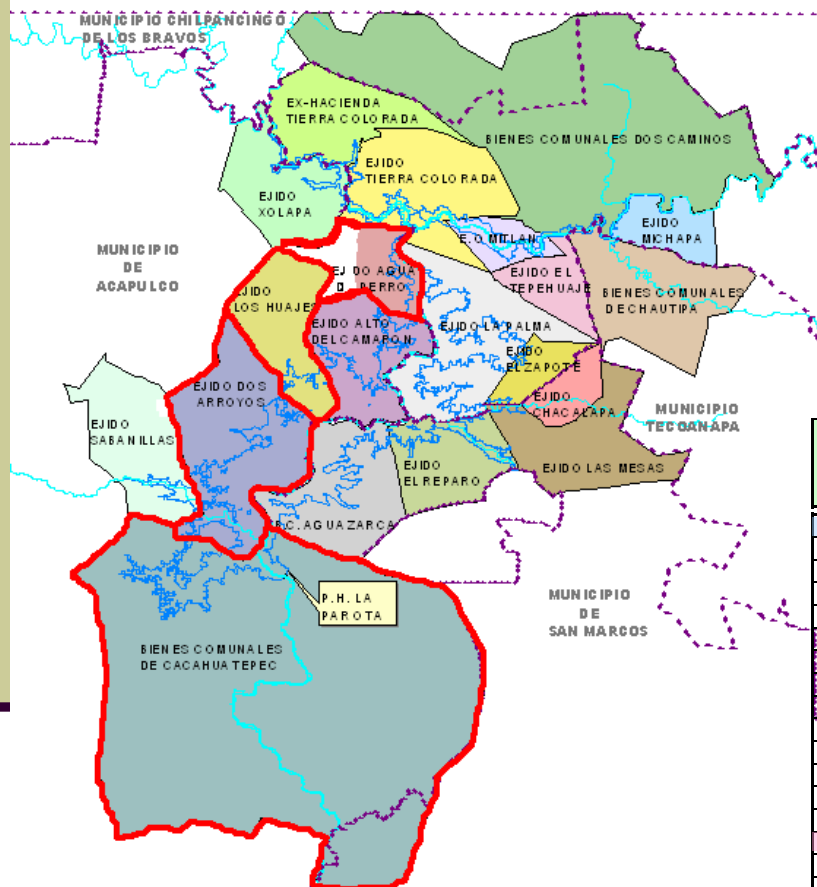 MUNICIPIO CHILPANCINGO
DE LOS BRAVOS
EX-HACIENDA
TIERRA COLORADA
BIENES COMUNALES DOS CAMINOS
EJIDO
TIERRA COLORADA
EJIDO
XOLAPA
EJIDO
MICHAPA
MUNICIPIO
DE
ACAPULCO
E.O MILLAN
EJIDO AGUA
PERRO
EJIDO EL
TEPEHUAJE
BIENES COMUNALES
DE CHAUTIPA
EJIDO
LOS HUAJES
EJIDO ALTO
DEL CAMARON
EJIDO LA PALMA
EJIDO
EL ZAPOTE
EJIDO DOS
ARROYOS
EJIDO
CHACALAPA
MUNICIPIO
TECOANAPA
EJIDO
SABANILLAS
EJIDO
EL REPARO
EJIDO LAS MESAS
B.C. AGUAZARCA
P.H. LA
PAROTA
MUNICIPIO
DE
SAN MARCOS
BIENES COMUNALES
DE CACAHUATEPEC